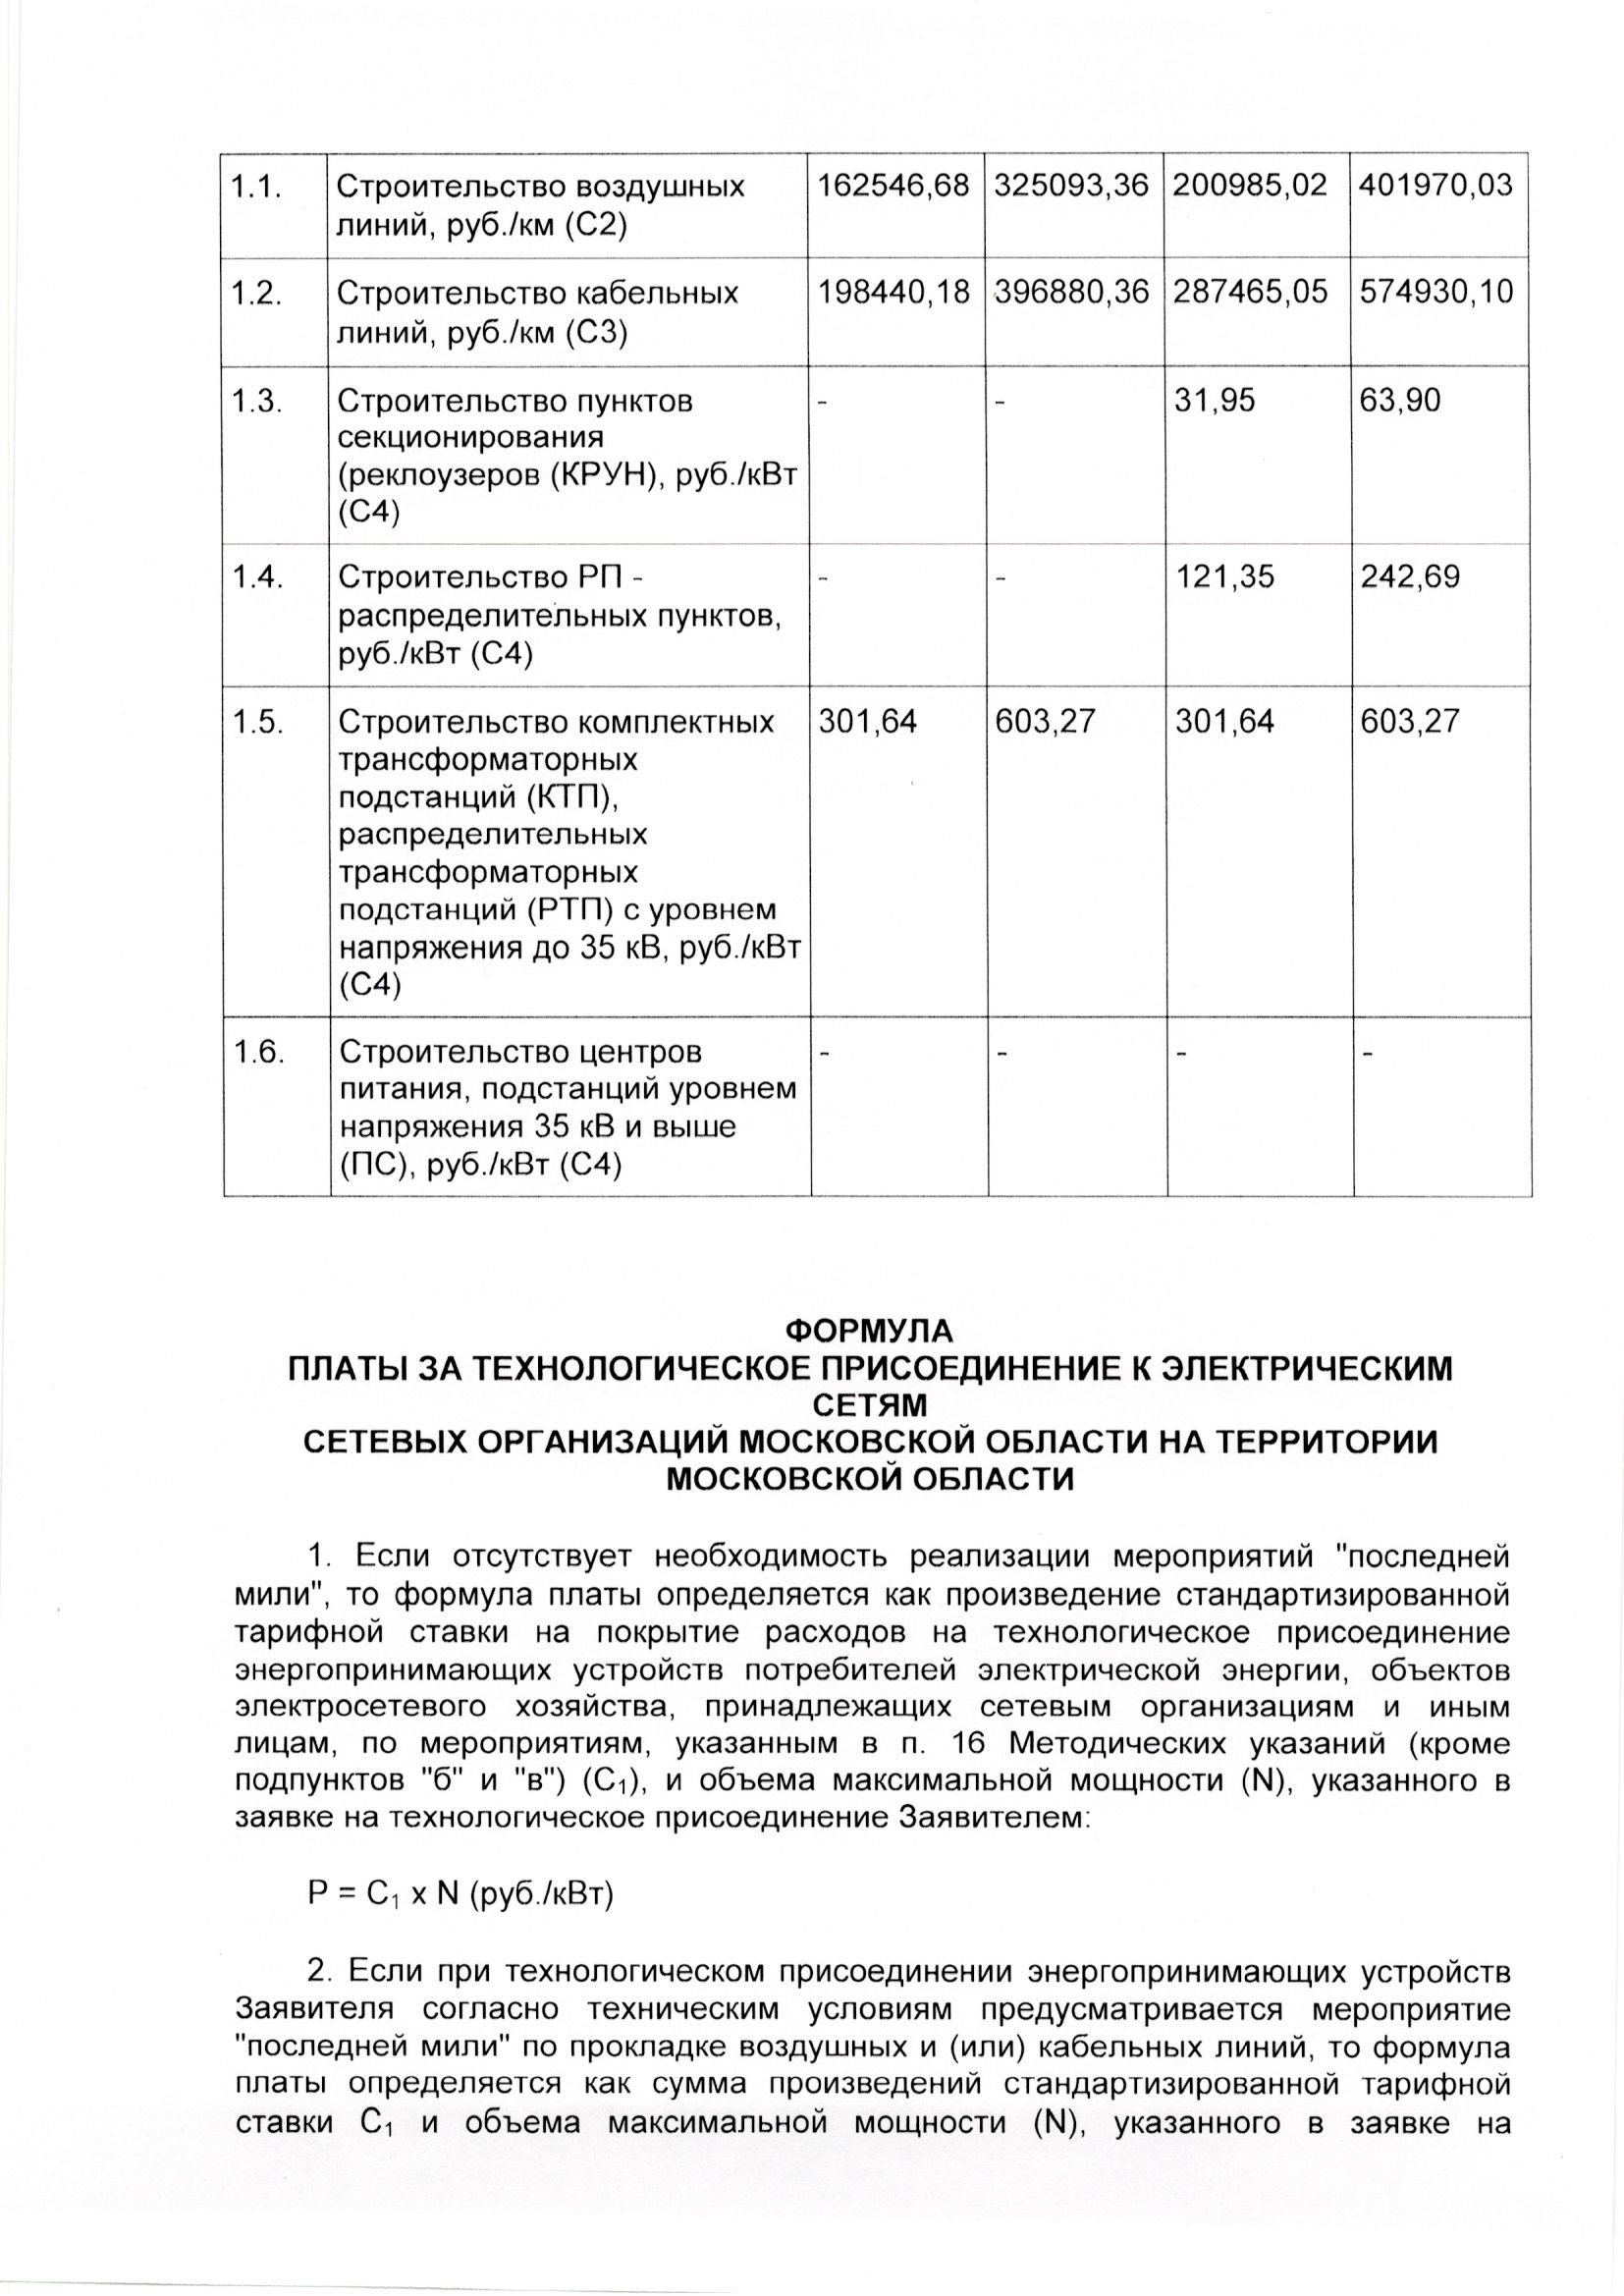 1.1. Строительство воздушных 162546,68 325093,36 200985,02 401970,03
линий, руб./км (С2)
1.2. Строительство кабельных 198440,18 396880,36 287465,05 574930,10
линий, руб./км (С3)
1.3. Строительство пунктов - - 31,95 63,90
секционирования
(реклоузеров (КРУН), руб./кВт
(С4)
1.4. Строительство РП - - - 121,35 242,69
распределительных пунктов,
руб./кВт (С4)
1.5. Строительство комплектных 301,64 603,27 301,64 603,27
трансформаторных
подстанций (КТП),
распределительных
трансформаторных
подстанций (РТП) с уровнем
напряжения до 35 кВ, руб./кВт
(С4)
1.6. Строительство центров - - - -
питания, подстанций уровнем
напряжения 35 кВ и выше
(ПС), руб./кВт (С4)
ФОРМУЛА
ПЛАТЫ ЗА ТЕХНОЛОГИЧЕСКОЕ ПРИСОЕДИНЕНИЕ К ЭЛЕКТРИЧЕСКИМ
СЕТЯМ
СЕТЕВЫХ ОРГАНИЗАЦИЙ МОСКОВСКОЙ ОБЛАСТИ НА ТЕРРИТОРИИ
МОСКОВСКОЙ ОБЛАСТИ
1. Если отсутствует необходимость реализации мероприятий "последней
мили", то формула платы определяется как произведение стандартизированной
тарифной ставки на покрытие расходов на технологическое присоединение
энергопринимающих устройств потребителей электрической энергии, объектов
электросетевого хозяйства, принадлежащих сетевым организациям и иным
лицам, по мероприятиям, указанным в п. 16 Методических указаний (кроме
подпунктов "б" и "в") (С₁), и объема максимальной мощности (N), указанного в
заявке на технологическое присоединение Заявителем:
Р = С₁ х N (руб./кВт)
2. Если при технологическом присоединении энергопринимающих устройств
Заявителя согласно техническим условиям предусматривается мероприятие
"последней мили" по прокладке воздушных и (или) кабельных линий, то формула
платы определяется как сумма произведений стандартизированной тарифной
ставки С₁ и объема максимальной мощности (N), указанного в заявке на